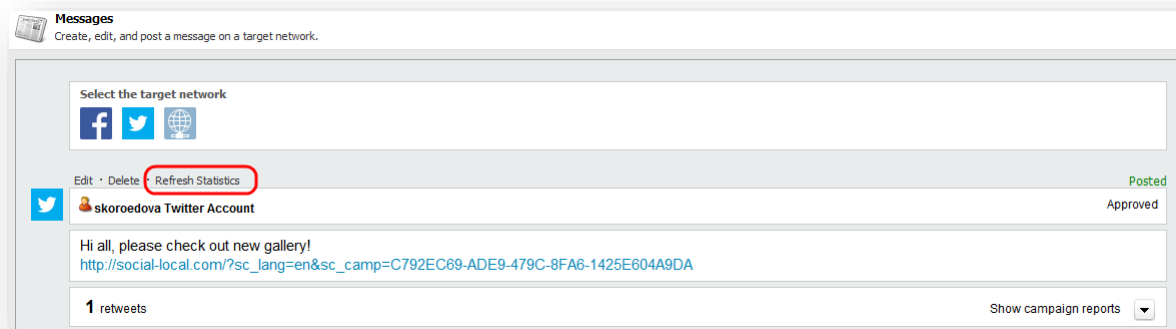 Messages
Create, edit, and post a message on a target network.
Select the target network
Edit · Delete · Refresh Statistics
Posted
skoroedova Twitter Account
Approved
Hi all, please check out new gallery!
http://social-local.com/?sc_lang=en&sc_camp=C792EC69-ADE9-479C-8FA6-1425E604A9DA
1 retweets
Show campaign reports